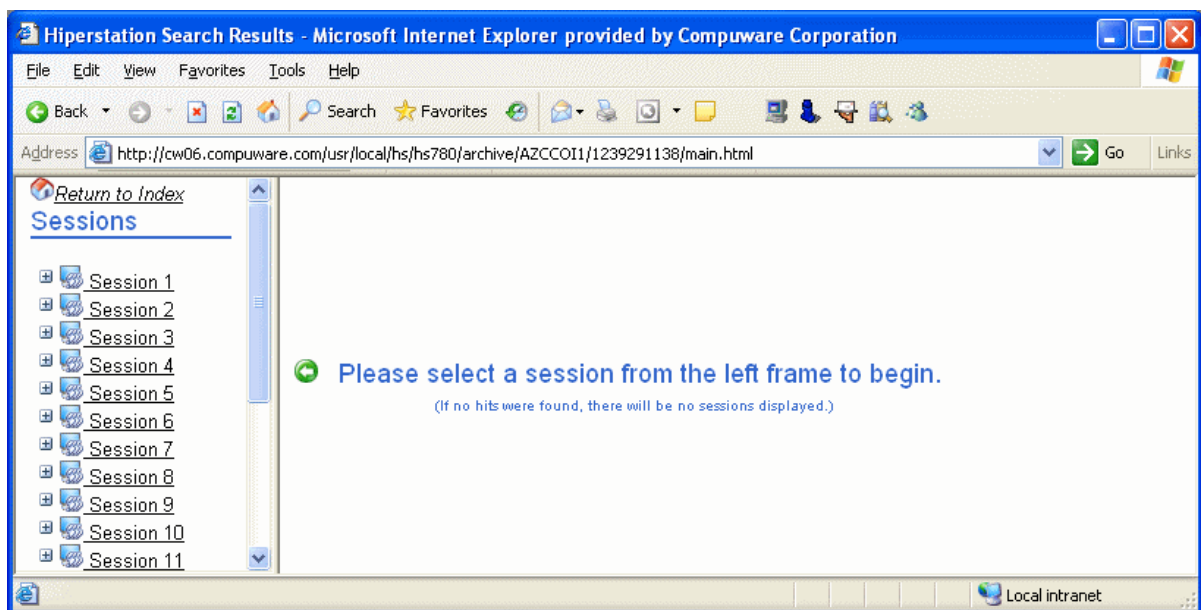 Hiperstation Search Results - Microsoft Internet Explorer provided by Compuware Corporation
File Edit View Favorites Tools Help
Back Search Favorites
Address http://cw06.compuware.com/usr/local/hs/hs780/archive/AZCCOI1/1239291138/main.html Go Links
Return to Index
Sessions
Session 1
Session 2
Session 3
Session 4
Session 5
Session 6
Session 7
Session 8
Session 9
Session 10
Session 11
Please select a session from the left frame to begin.
(If no hits were found, there will be no sessions displayed.)
Local intranet